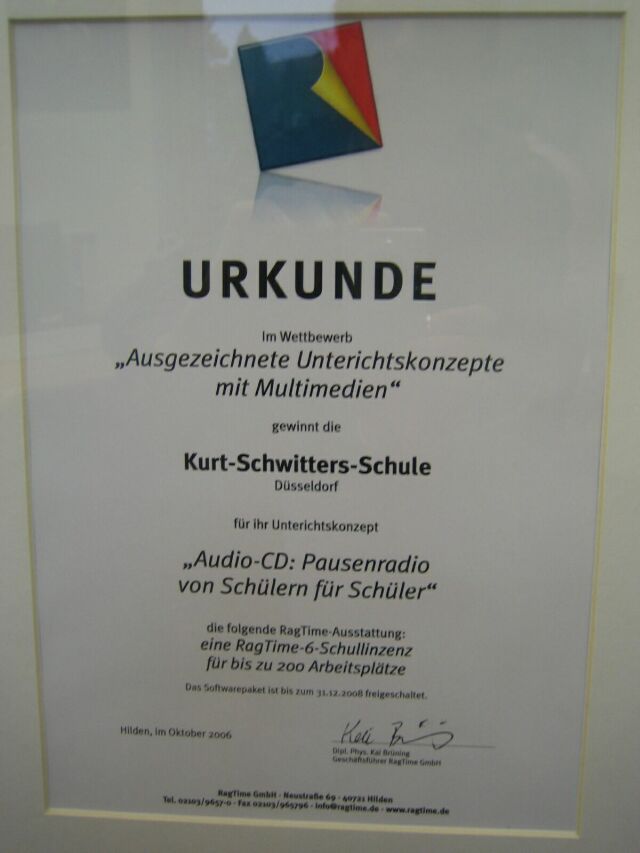 URKUNDE
Im Wettbewerb
„Ausgezeichnete Unterichtskonzepte
mit Multimedien“
gewinnt die
Kurt-Schwitters-Schule
Düsseldorf
für ihr Unterichtskonzept
„Audio-CD: Pausenradio
von Schülern für Schüler“
die folgende RagTime-Ausstattung:
eine RagTime-6-Schullinzenz
für bis zu 200 Arbeitsplätze
Das Softwarepaket ist bis zum 31.12.2008 freigeschaltet.
Hilden, im Oktober 2006
Dipl. Phys. Kai Brüning
Geschäftsführer RagTime GmbH
RagTime GmbH - Neustraße 69 - 40721 Hilden
Tel. 02103/9657-0 - Fax 02103/965796 - info@ragtime.de - www.ragtime.de